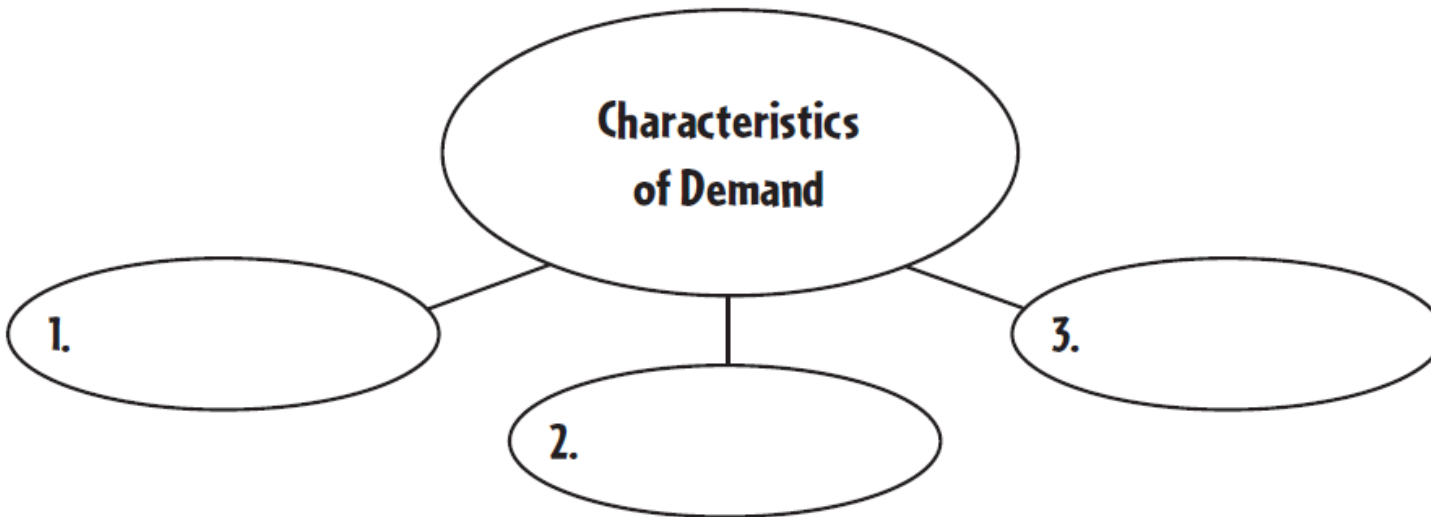 Characteristics
of Demand
1.
3.
2.